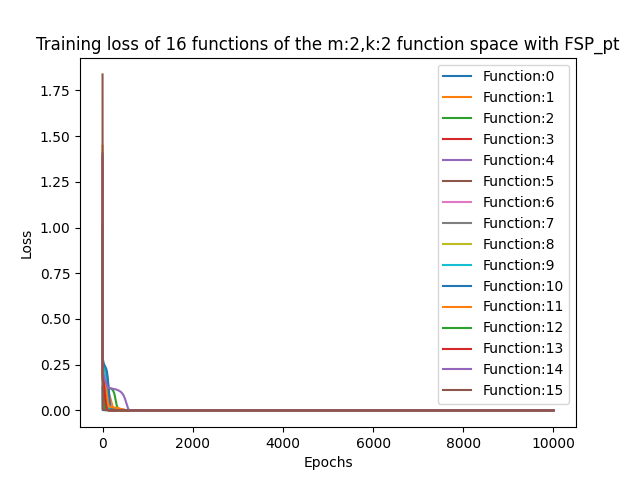 Training loss of 16 functions of the m:2,k:2 function space with FSP_pt
Function:0
Function:1
Function:2
Function:3
Function:4
Function:5
Function:6
Function:7
Function:8
Function:9
Function:10
Function:11
Function:12
Function:13
Function:14
Function:15
1.75
1.50
1.25
1.00
0.75
0.50
0.25
0.00
Loss
0 2000 4000 6000 8000 10000
Epochs